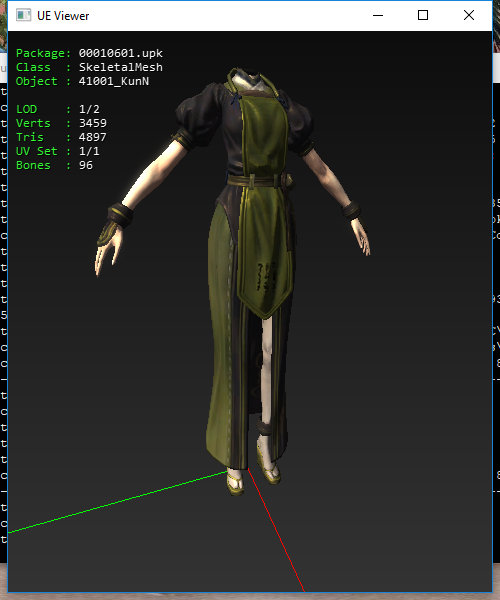 UE Viewer
Package: 00010601.upk
Class  : SkeletalMesh
Object : 41001_KunN
LOD    : 1/2
Verts  : 3459
Tris   : 4897
UV Set : 1/1
Bones  : 96